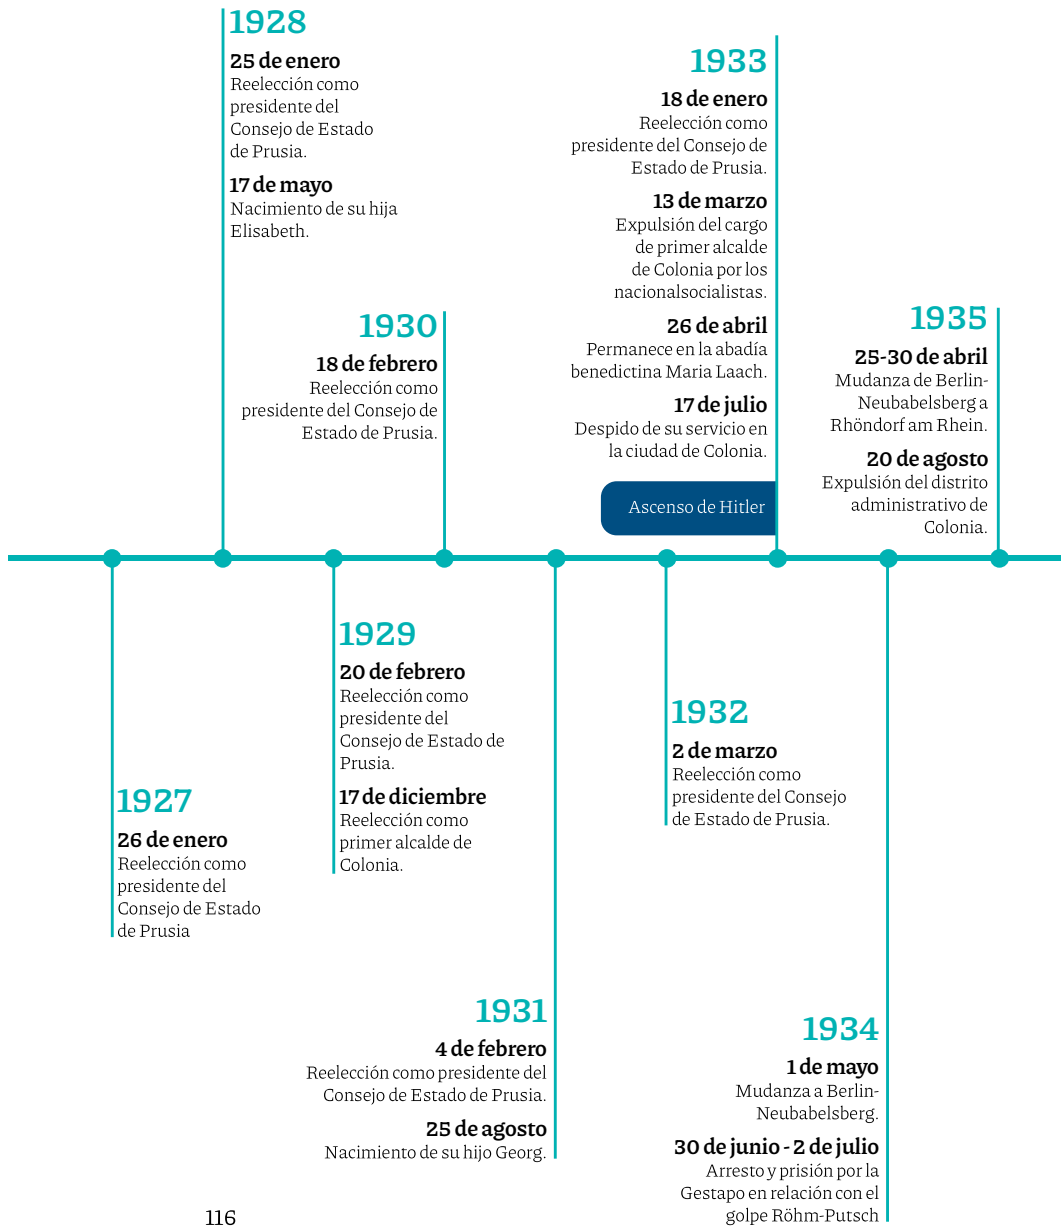 1928
25 de enero
Reelección como
presidente del
Consejo de Estado
de Prusia.
17 de mayo
Nacimiento de su hija
Elisabeth.
1930
18 de febrero
Reelección como
presidente del Consejo de
Estado de Prusia.
1933
18 de enero
Reelección como
presidente del Consejo de
Estado de Prusia.
13 de marzo
Expulsión del cargo
de primer alcalde
de Colonia por los
nacionalsocialistas.
26 de abril
Permanece en la abadía
benedictina Maria Laach.
17 de julio
Despido de su servicio en
la ciudad de Colonia.
Ascenso de Hitler
1935
25-30 de abril
Mudanza de Berlin-
Neubabelsberg a
Rhöndorf am Rhein.
20 de agosto
Expulsión del distrito
administrativo de
Colonia.
1927
26 de enero
Reelección como
presidente del
Consejo de Estado
de Prusia
1929
20 de febrero
Reelección como
presidente del
Consejo de Estado de
Prusia.
17 de diciembre
Reelección como
primer alcalde de
Colonia.
1931
4 de febrero
Reelección como presidente del
Consejo de Estado de Prusia.
25 de agosto
Nacimiento de su hijo Georg.
1932
2 de marzo
Reelección como
presidente del Consejo
de Estado de Prusia.
1934
1 de mayo
Mudanza a Berlin-
Neubabelsberg.
30 de junio - 2 de julio
Arresto y prisión por la
Gestapo en relación con el
golpe Röhm-Putsch
116